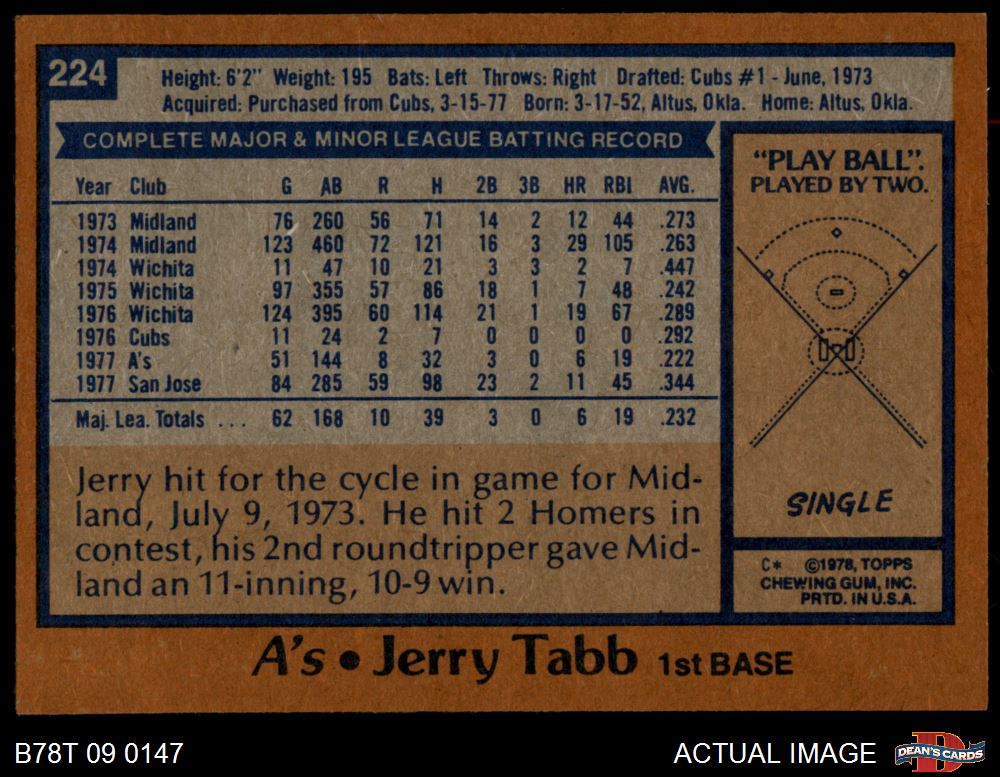 224
Height: 6'2" Weight: 195 Bats: Left Throws: Right Drafted: Cubs #1 - June, 1973
Acquired: Purchased from Cubs, 3-15-77 Born: 3-17-52, Altus, Okla. Home: Altus, Okla.
COMPLETE MAJOR & MINOR LEAGUE BATTING RECORD
Year Club G AB R H 2B 3B HR RBI AVG.
1973 Midland 76 260 56 71 14 2 12 44 .273
1974 Midland 123 460 72 121 16 3 29 105 .263
1974 Wichita 11 47 10 21 3 3 2 7 .447
1975 Wichita 97 355 57 86 18 1 7 48 .242
1976 Wichita 124 395 60 114 21 1 19 67 .289
1976 Cubs 11 24 2 7 0 0 0 0 .292
1977 A's 51 144 8 32 3 0 6 19 .222
1977 San Jose 84 285 59 98 23 2 11 45 .344
Maj. Lea. Totals ... 62 168 10 39 3 0 6 19 .232
Jerry hit for the cycle in game for Mid-
land, July 9, 1973. He hit 2 Homers in
contest, his 2nd roundtripper gave Mid-
land an 11-inning, 10-9 win.
"PLAY BALL".
PLAYED BY TWO.
SINGLE
C* ©1978, TOPPS
CHEWING GUM, INC.
PRTD. IN U.S.A.
A's • Jerry Tabb 1st BASE
B78T 09 0147
ACTUAL IMAGE
D
DEAN'S CARDS